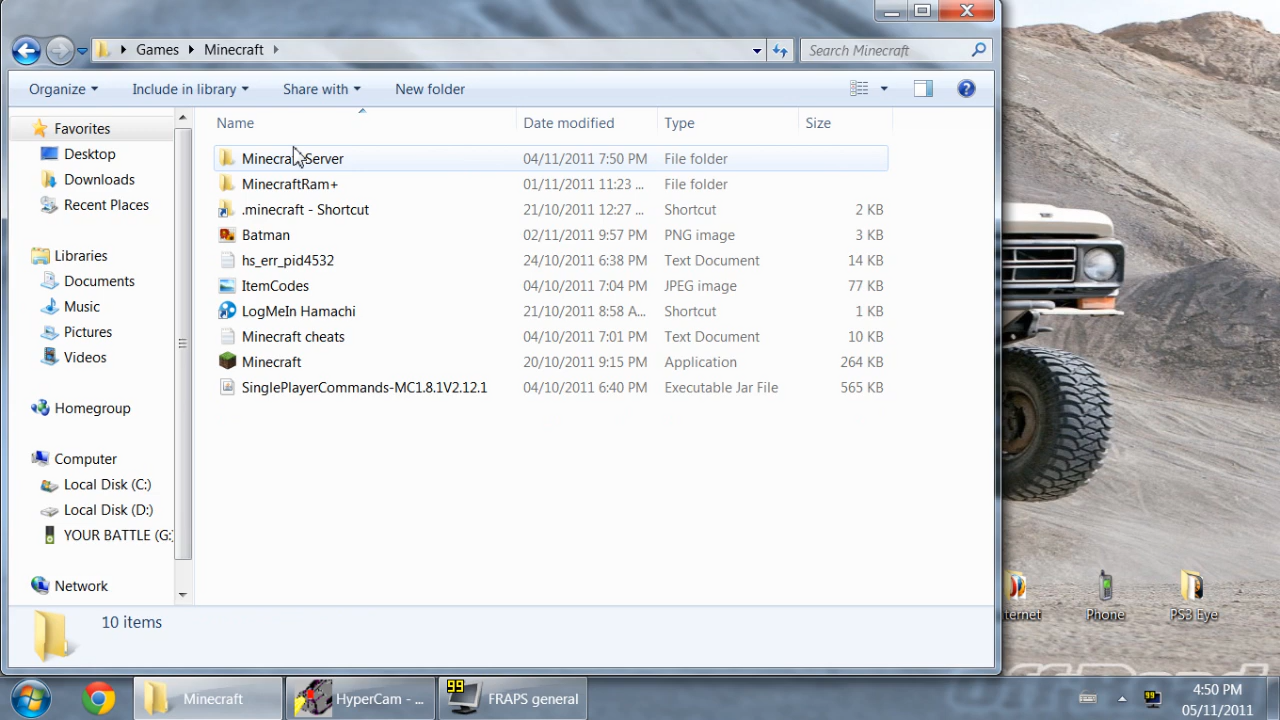 Games Minecraft Search Minecraft
Organize Include in library Share with New folder
Name Date modified Type Size
Favorites
Desktop
Downloads
Recent Places
Libraries
Documents
Music
Pictures
Videos
Homegroup
Computer
Local Disk (C:)
Local Disk (D:)
YOUR BATTLE (G:
Network
Minecraft Server 04/11/2011 7:50 PM File folder
MinecraftRam+ 01/11/2011 11:23 ... File folder
.minecraft - Shortcut 21/10/2011 12:27 ... Shortcut 2 KB
Batman 02/11/2011 9:57 PM PNG image 3 KB
hs_err_pid4532 24/10/2011 6:38 PM Text Document 14 KB
ItemCodes 04/10/2011 7:04 PM JPEG image 77 KB
LogMeIn Hamachi 21/10/2011 8:58 A... Shortcut 1 KB
Minecraft cheats 04/10/2011 7:01 PM Text Document 10 KB
Minecraft 20/10/2011 9:15 PM Application 264 KB
SinglePlayerCommands-MC1.8.1V2.12.1 04/10/2011 6:40 PM Executable Jar File 565 KB
10 items
ternet Phone PS3 Eye
Minecraft HyperCam - ... 99 FRAPS general 99 4:50 PM
05/11/2011